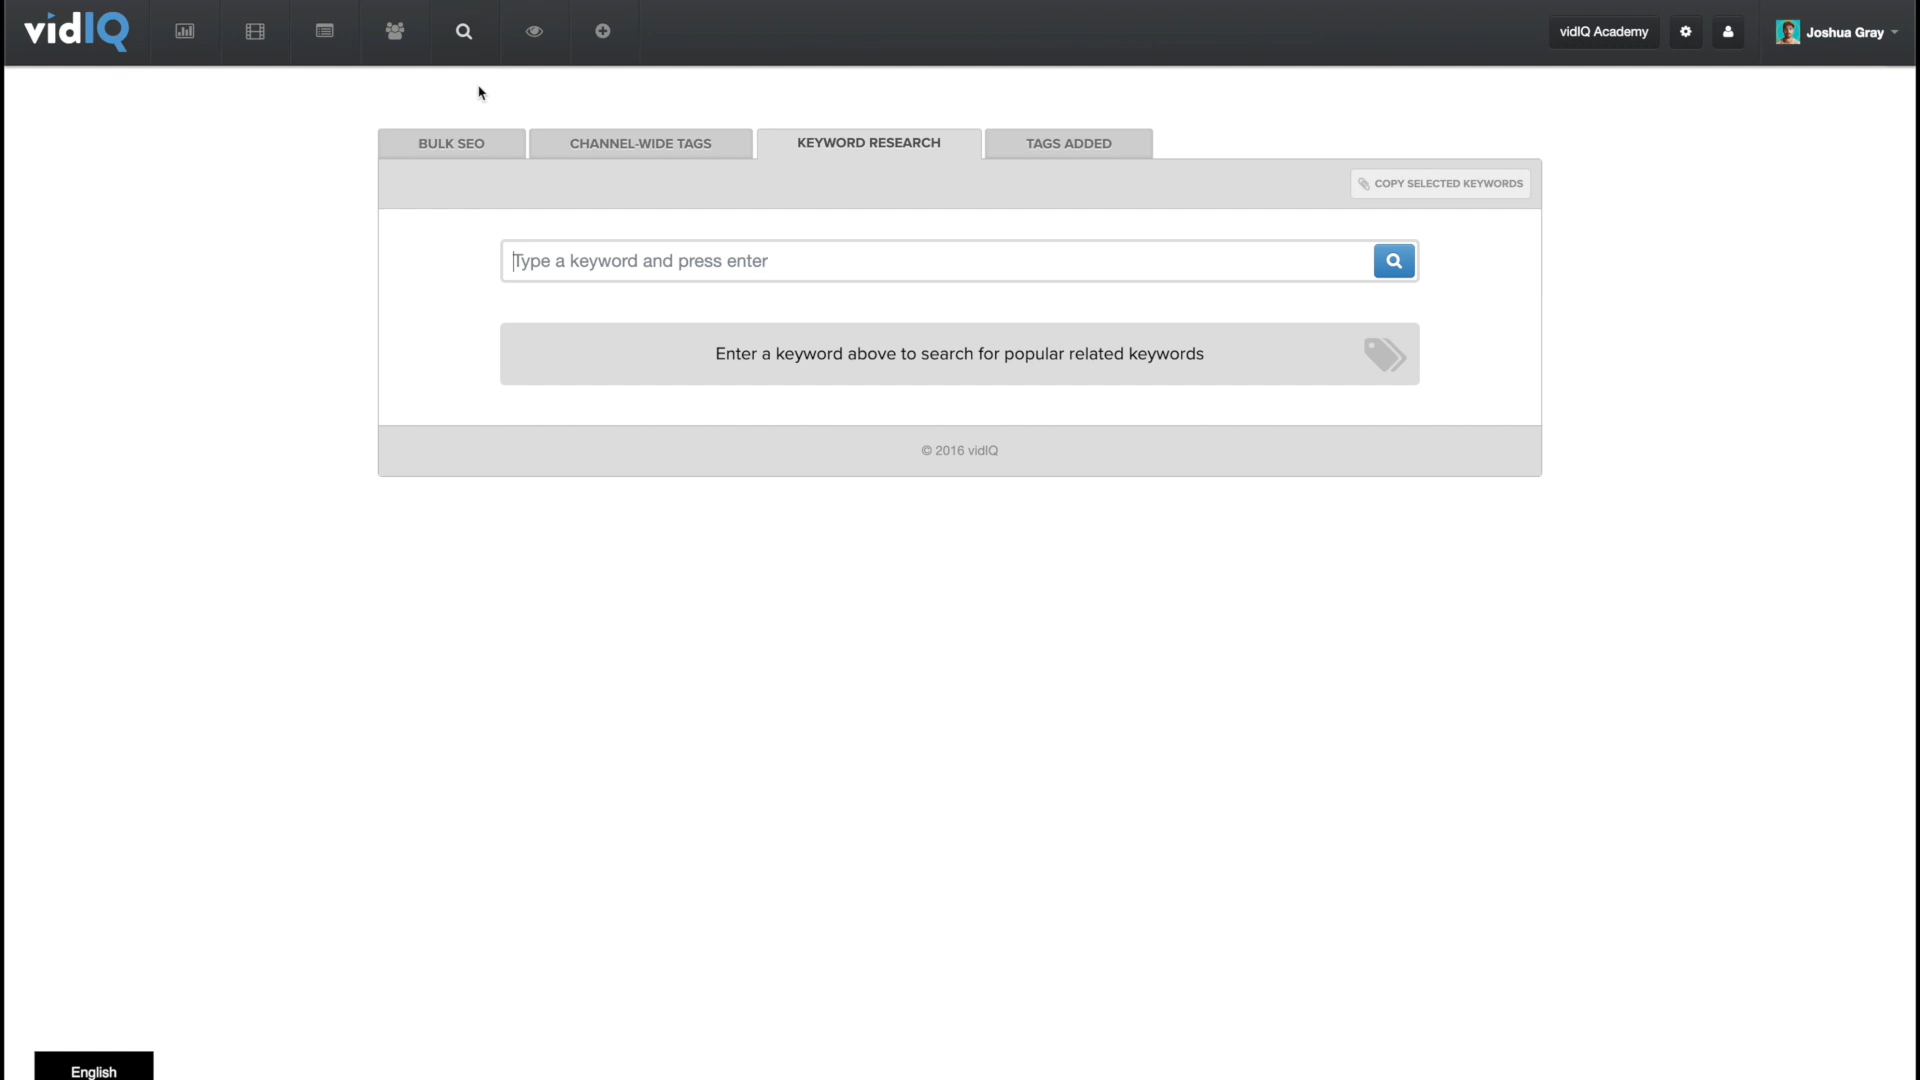 vidIQ
vidIQ Academy
Joshua Gray
BULK SEO
CHANNEL-WIDE TAGS
KEYWORD RESEARCH
TAGS ADDED
COPY SELECTED KEYWORDS
Type a keyword and press enter
Enter a keyword above to search for popular related keywords
© 2016 vidIQ
English